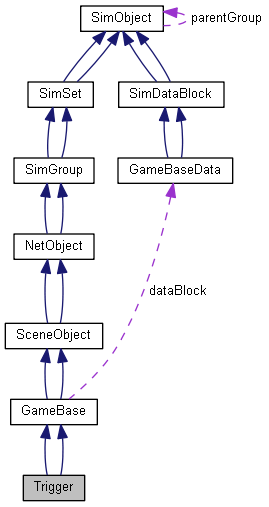 SimObject
parentGroup
SimSet
SimDataBlock
SimGroup
GameBaseData
NetObject
dataBlock
SceneObject
GameBase
Trigger